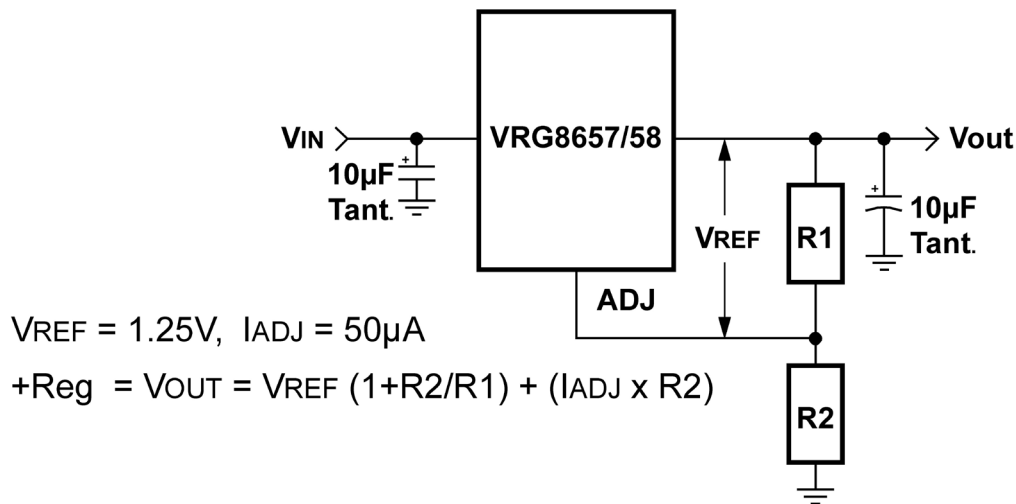 VIN
VRG8657/58
Vout
+
10µF
Tant.
VREF
R1
+
10µF
Tant.
ADJ
VREF = 1.25V, IADJ = 50µA
+Reg = VOUT = VREF (1+R2/R1) + (IADJ x R2)
R2